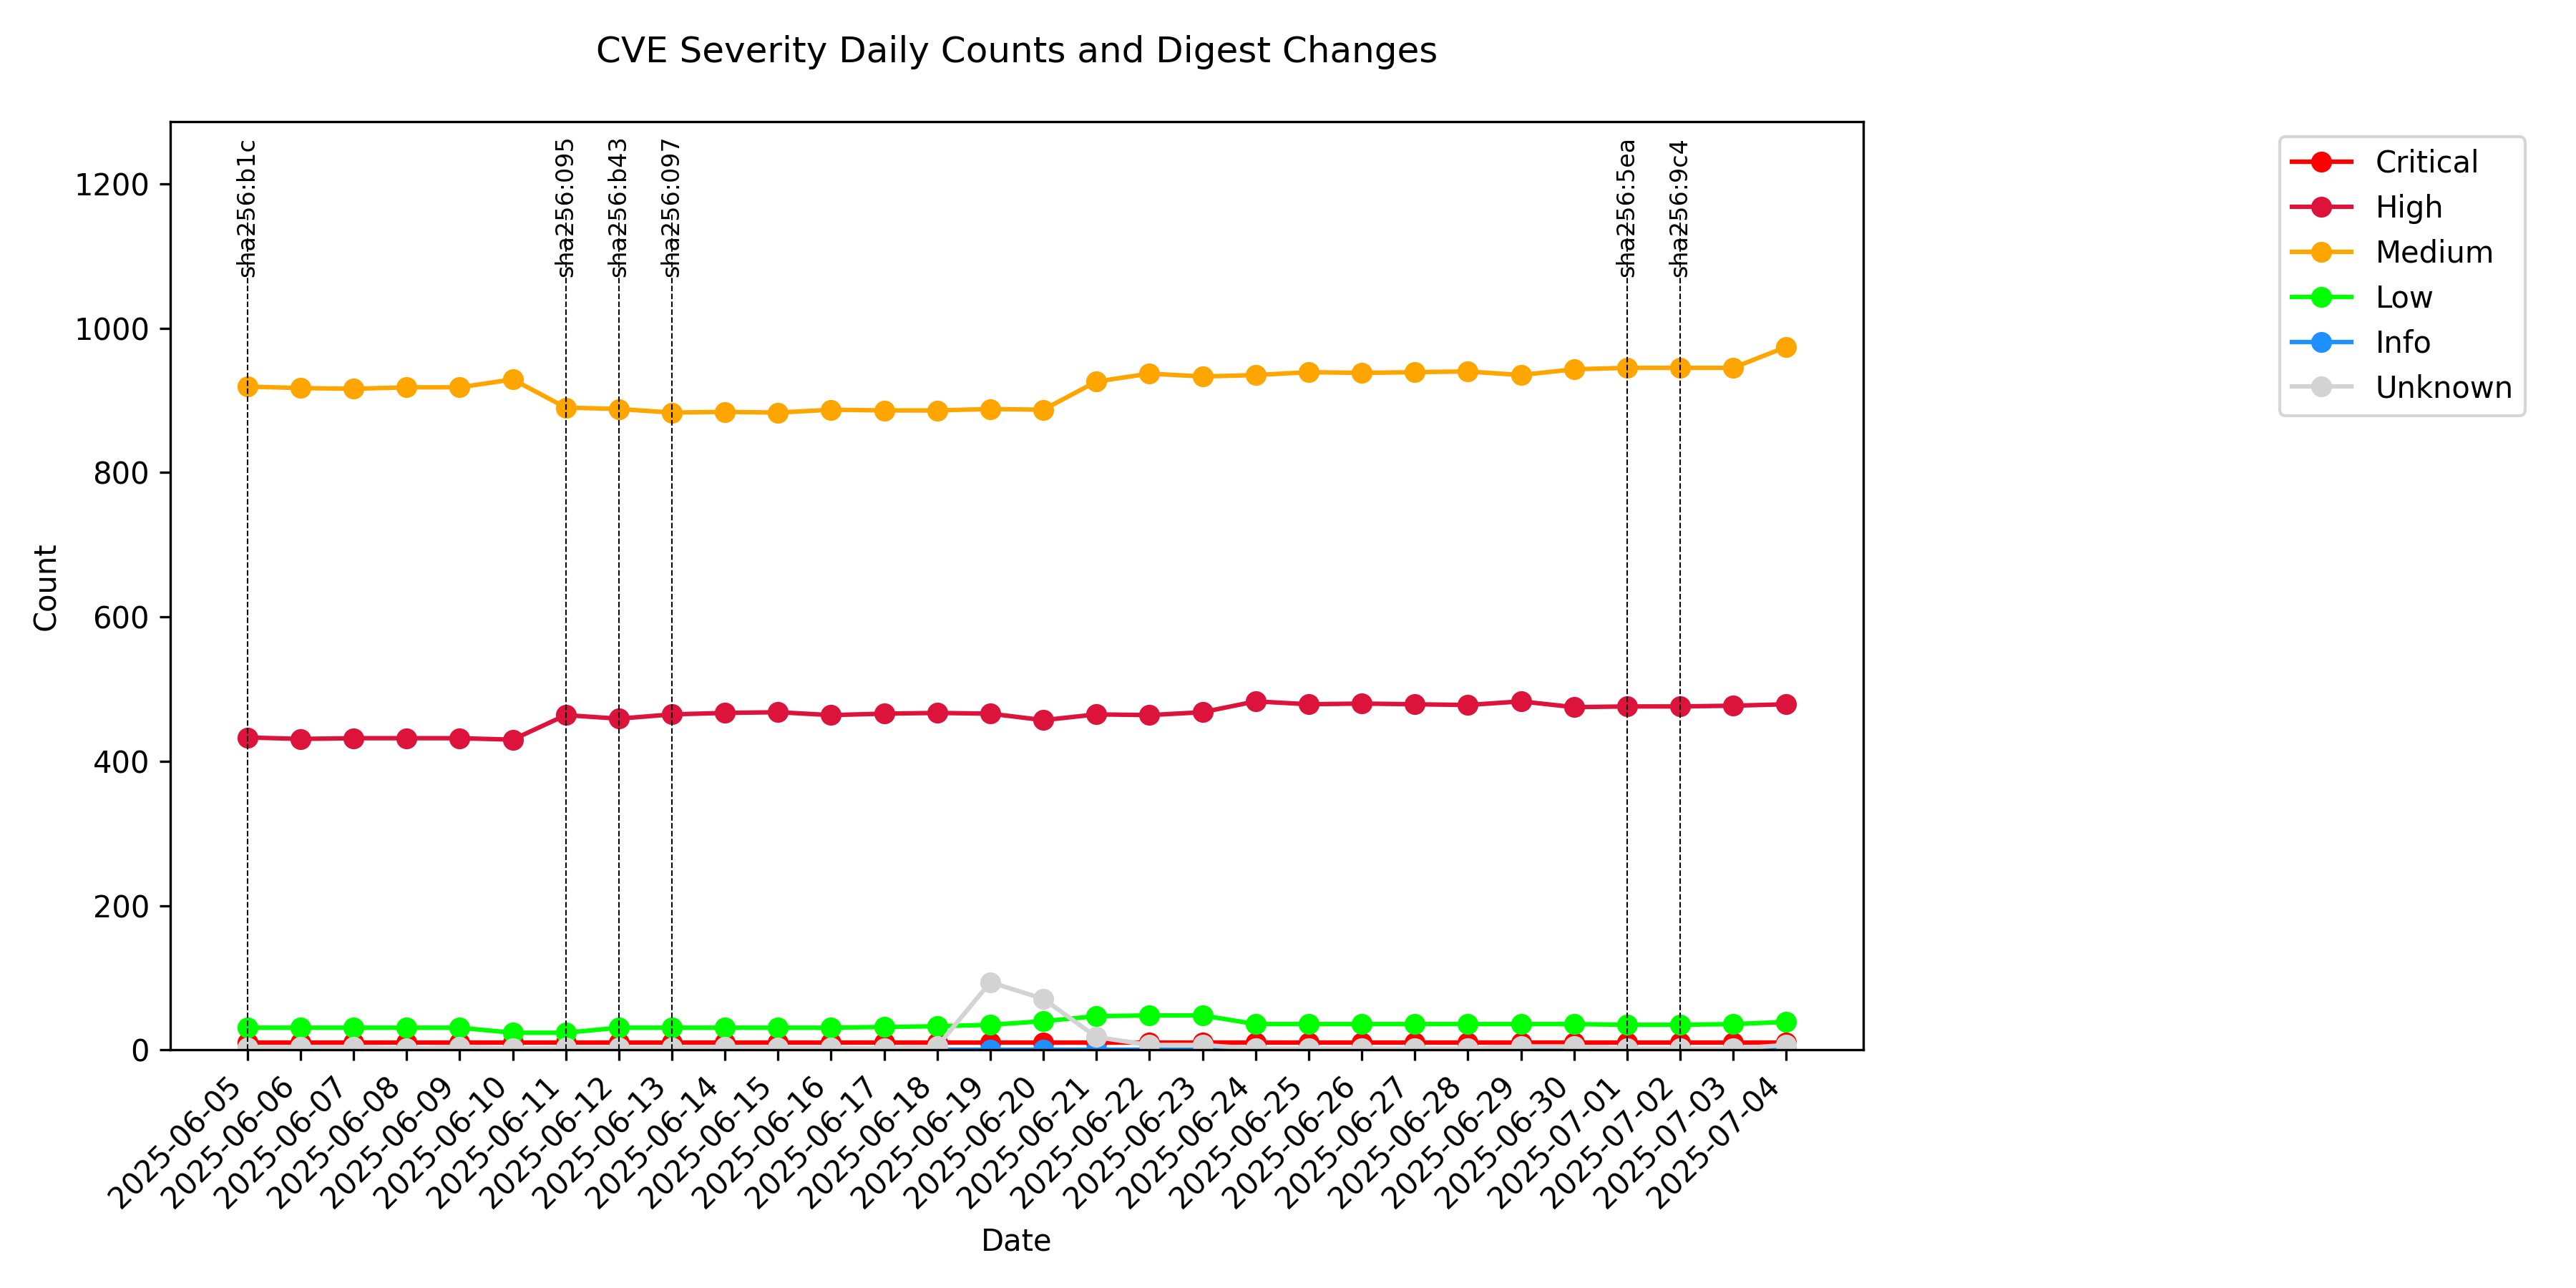 CVE Severity Daily Counts and Digest Changes
sha256:b1c
sha256:095
sha256:b43
sha256:097
sha256:5ea
sha256:9c4
Critical
High
Medium
Low
Info
Unknown
1200
1000
800
600
400
200
0
Count
2025-06-05
2025-06-06
2025-06-07
2025-06-08
2025-06-09
2025-06-10
2025-06-11
2025-06-12
2025-06-13
2025-06-14
2025-06-15
2025-06-16
2025-06-17
2025-06-18
2025-06-19
2025-06-20
2025-06-21
2025-06-22
2025-06-23
2025-06-24
2025-06-25
2025-06-26
2025-06-27
2025-06-28
2025-06-29
2025-06-30
2025-07-01
2025-07-02
2025-07-03
2025-07-04
Date